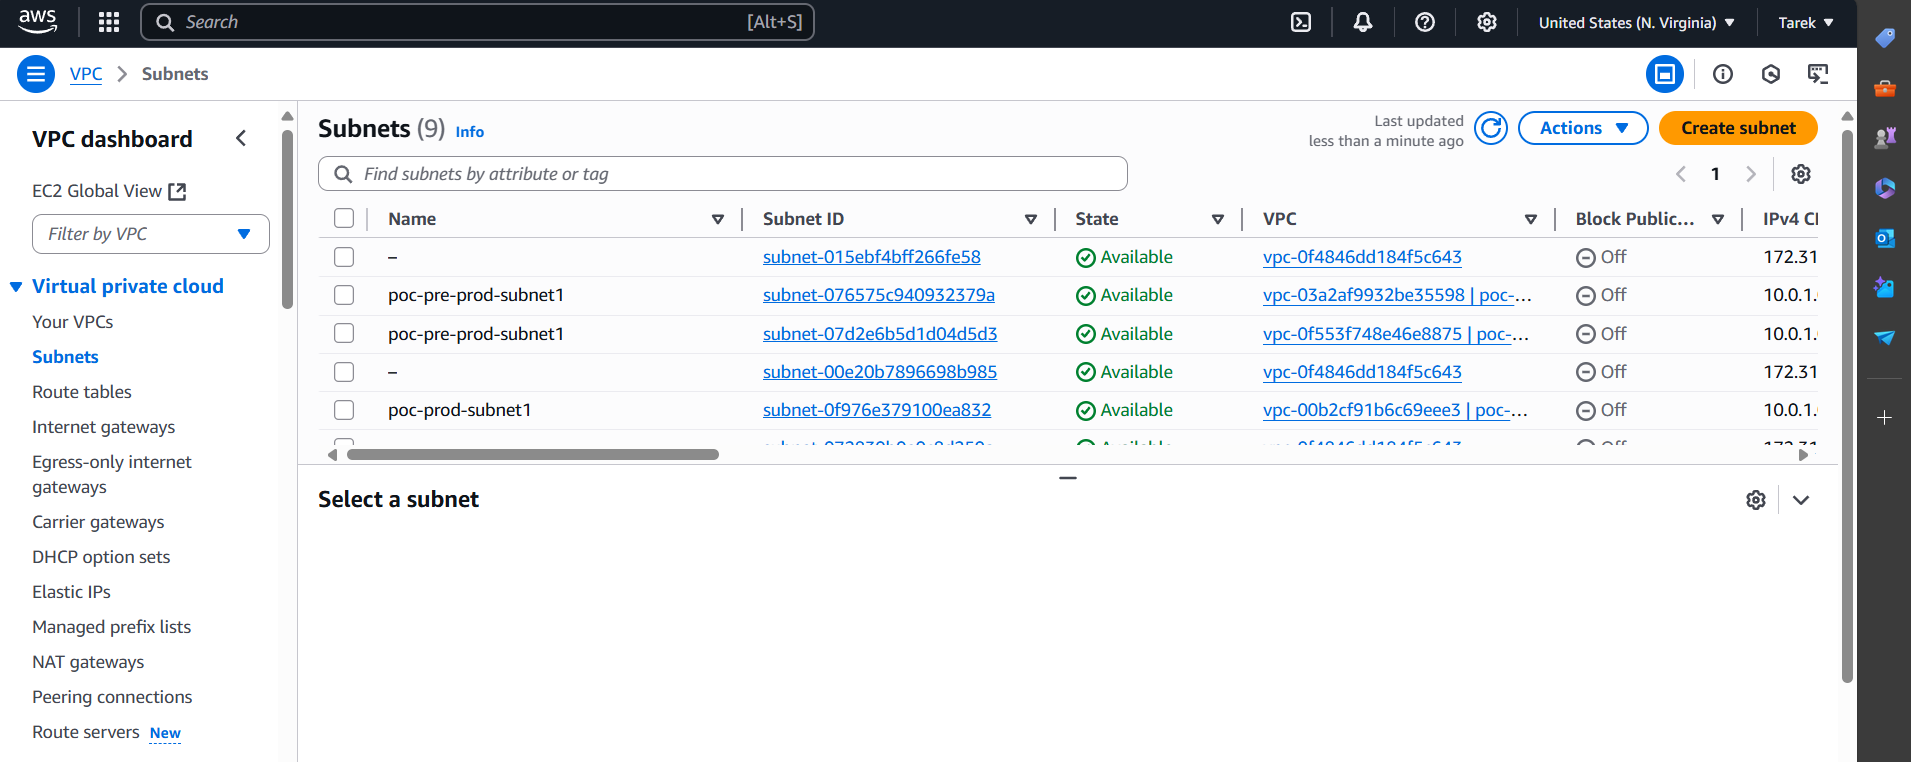 aws
Search [Alt+S]
United States (N. Virginia)
Tarek
VPC
Subnets
VPC dashboard
EC2 Global View
Filter by VPC
Virtual private cloud
Your VPCs
Subnets
Route tables
Internet gateways
Egress-only internet
gateways
Carrier gateways
DHCP option sets
Elastic IPs
Managed prefix lists
NAT gateways
Peering connections
Route servers New
Subnets (9) Info
Last updated
less than a minute ago
Actions
Create subnet
Find subnets by attribute or tag
1
Name Subnet ID State VPC Block Public... IPv4 CI
– subnet-015ebf4bff266fe58 Available vpc-0f4846dd184f5c643 Off 172.31
poc-pre-prod-subnet1 subnet-076575c940932379a Available vpc-03a2af9932be35598 | poc-... Off 10.0.1.
poc-pre-prod-subnet1 subnet-07d2e6b5d1d04d5d3 Available vpc-0f553f748e46e8875 | poc-... Off 10.0.1.
– subnet-00e20b7896698b985 Available vpc-0f4846dd184f5c643 Off 172.31
poc-prod-subnet1 subnet-0f976e379100ea832 Available vpc-00b2cf91b6c69eee3 | poc-... Off 10.0.1.
Available vpc-0f4846dd184f5c643 Off 172.31
Select a subnet